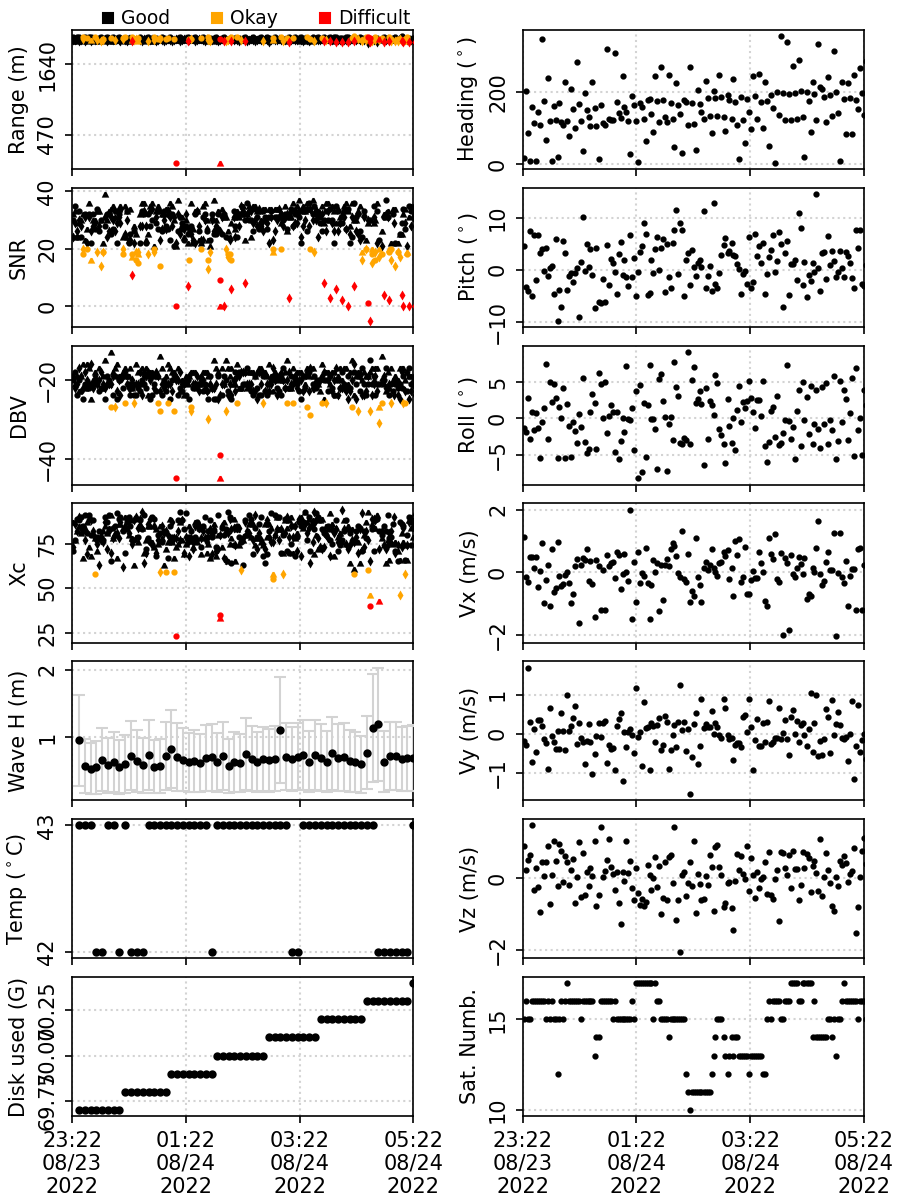 Good Okay Difficult
Range (m) 1640 470
Heading (°) 200 0
SNR 40 20 0
Pitch (°) 10 0 −10
DBV −20 −40
Roll (°) 5 0 −5
Xc 75 50 25
Vx (m/s) 2 0 −2
Wave H (m) 2 1
Vy (m/s) 1 0 −1
Temp (°C) 43 42
Vz (m/s) 0 −2
Disk used (G) 70.25 70.00 69.75
Sat. Numb. 15 10
23:22 01:22 03:22 05:22 23:22 01:22 03:22 05:22
08/23 08/24 08/24 08/24 08/23 08/24 08/24 08/24
2022 2022 2022 2022 2022 2022 2022 2022